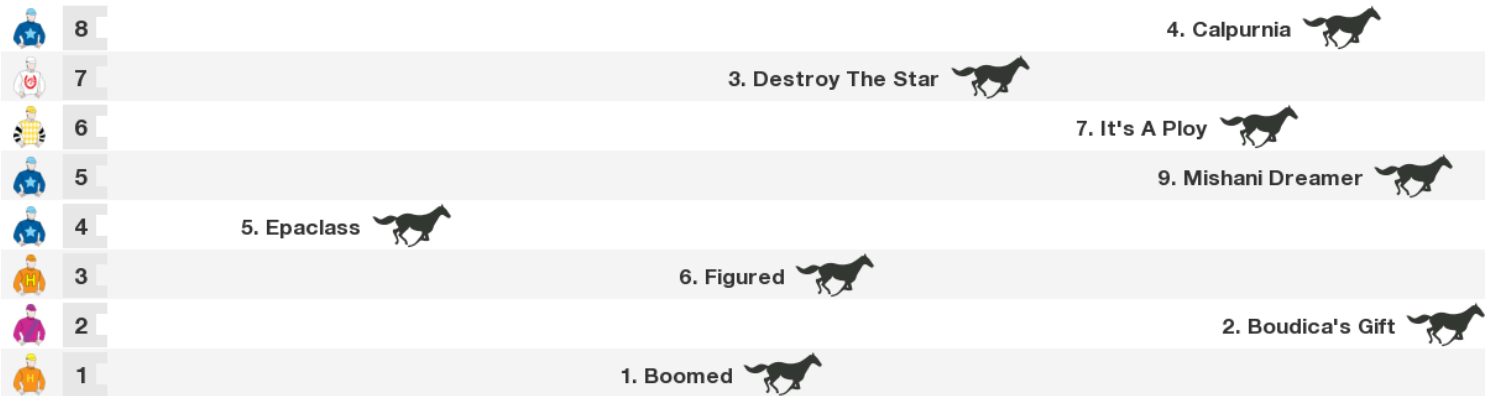 8 4. Calpurnia
7 3. Destroy The Star
6 7. It's A Ploy
5 9. Mishani Dreamer
4 5. Epaclass
H 3 6. Figured
2 2. Boudica's Gift
H 1 1. Boomed